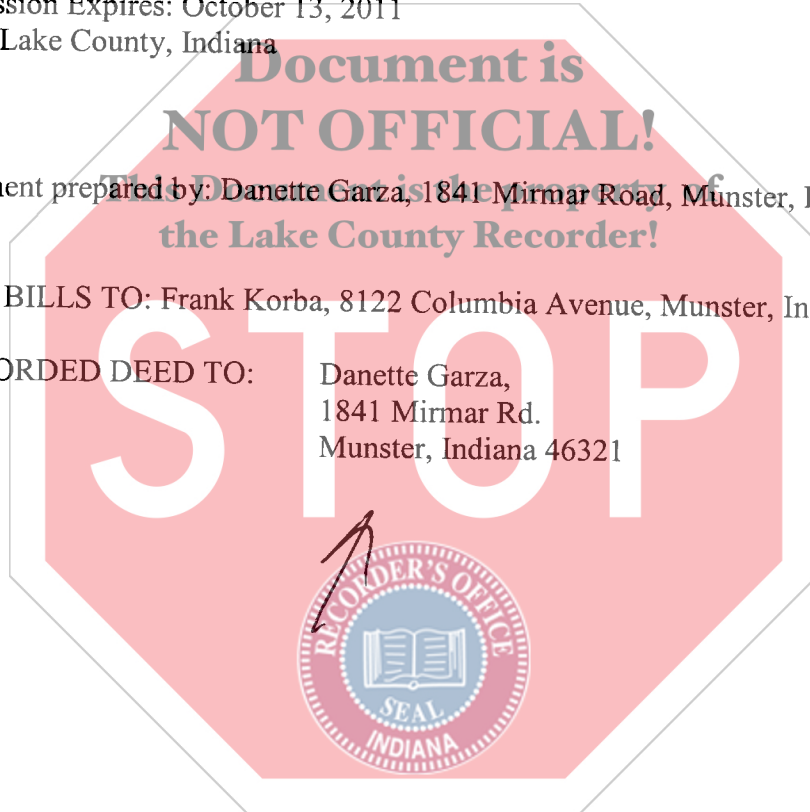 ssion Expires: October 13, 2011
Lake County, Indiana
Document is
NOT OFFICIAL!
ent prepared by: Danette Garza, 1841 Mirmar Road, Munster, I
This Document is the property of
the Lake County Recorder!
BILLS TO: Frank Korba, 8122 Columbia Avenue, Munster, In
ORDED DEED TO: Danette Garza,
1841 Mirmar Rd.
Munster, Indiana 46321
STOP
RECORDER'S OFFICE
SEAL
INDIANA